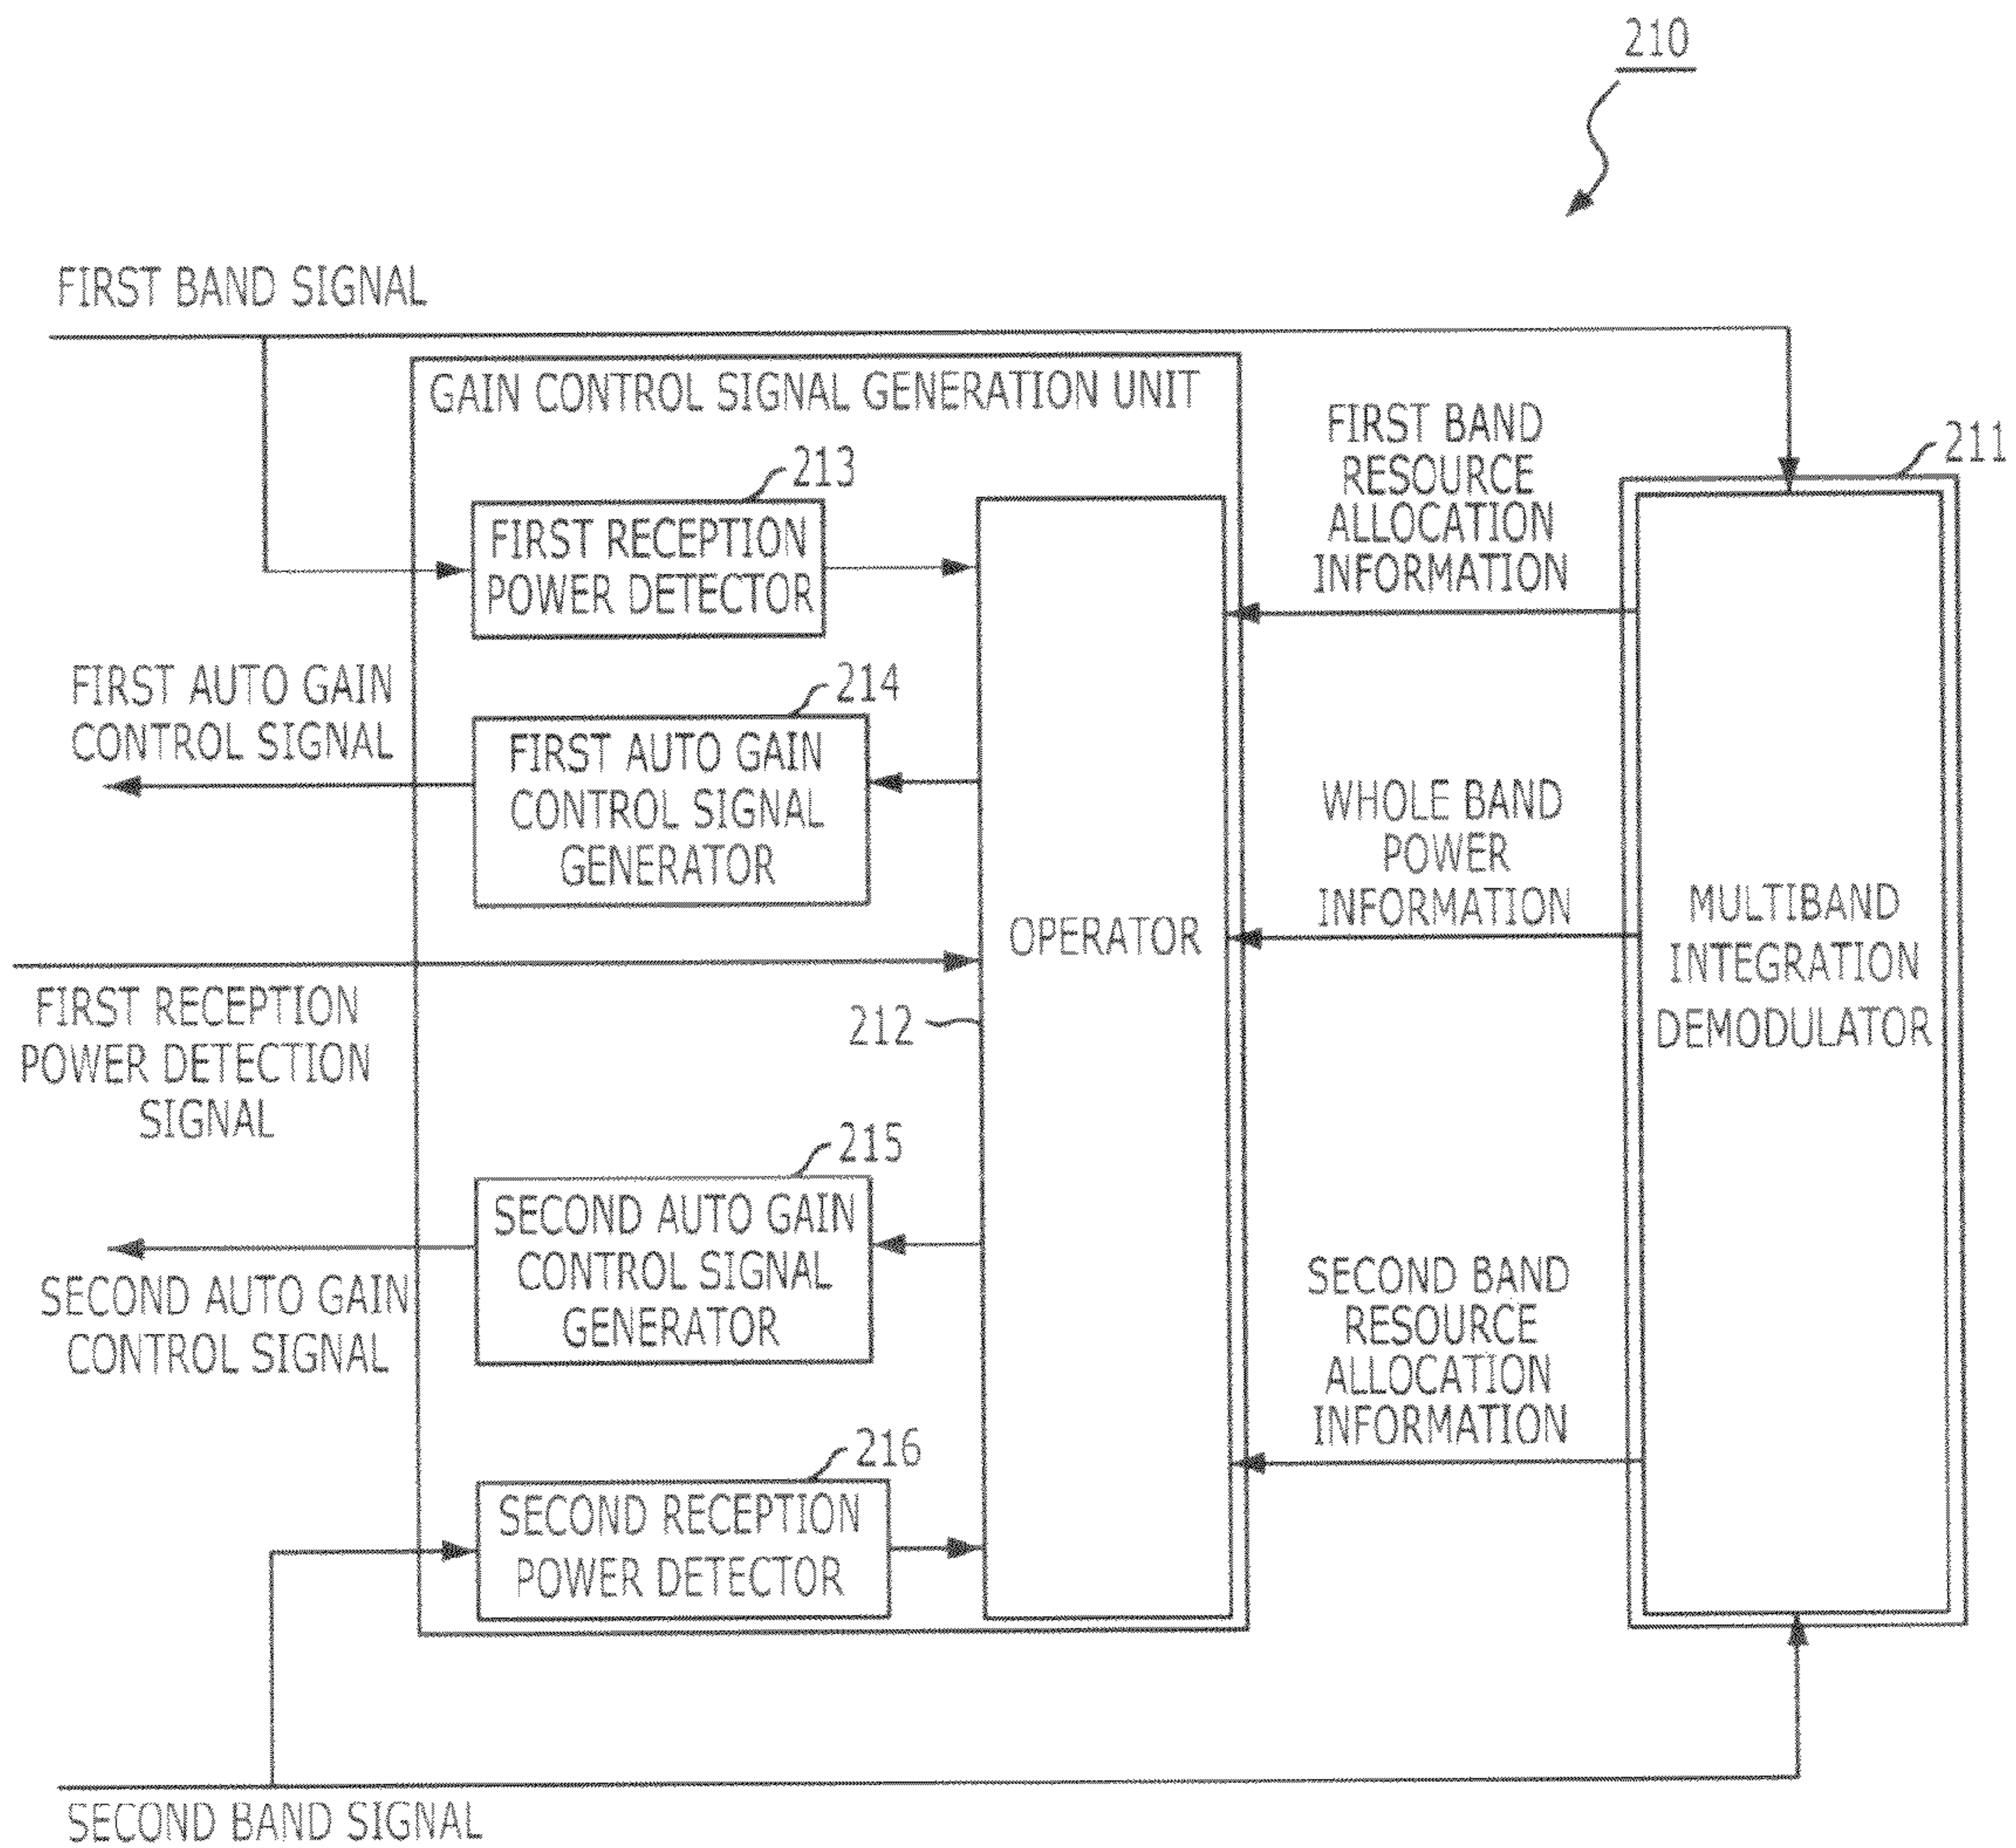 210
FIRST BAND SIGNAL
GAIN CONTROL SIGNAL GENERATION UNIT
213
FIRST RECEPTION
POWER DETECTOR
FIRST AUTO GAIN
CONTROL SIGNAL
214
FIRST AUTO GAIN
CONTROL SIGNAL
GENERATOR
FIRST RECEPTION
POWER DETECTION
SIGNAL
212
OPERATOR
215
SECOND AUTO GAIN
CONTROL SIGNAL
GENERATOR
SECOND AUTO GAIN
CONTROL SIGNAL
216
SECOND RECEPTION
POWER DETECTOR
FIRST BAND
RESOURCE
ALLOCATION
INFORMATION
WHOLE BAND
POWER
INFORMATION
SECOND BAND
RESOURCE
ALLOCATION
INFORMATION
211
MULTIBAND
INTEGRATION
DEMODULATOR
SECOND BAND SIGNAL